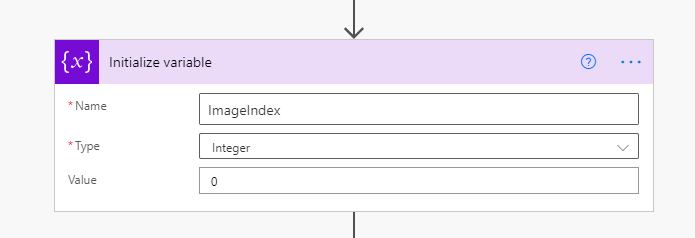 {x} Initialize variable ? ...
*Name ImageIndex
*Type Integer
Value 0